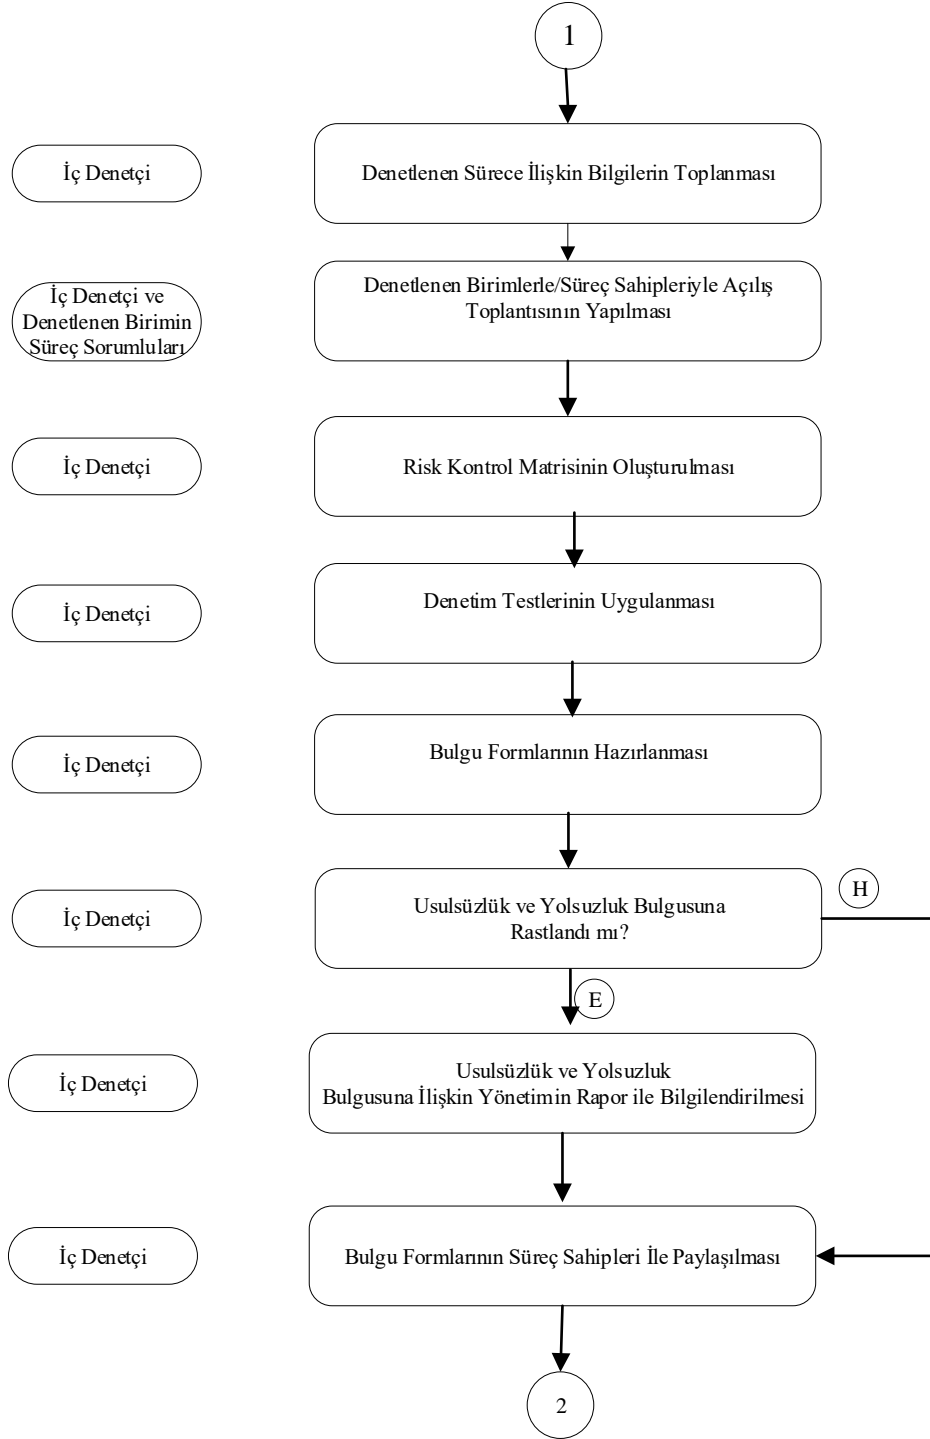 1
İç Denetçi
Denetlenen Sürece İlişkin Bilgilerin Toplanması
İç Denetçi ve
Denetlenen Birimin
Süreç Sorumluları
Denetlenen Birimlerle/Süreç Sahipleriyle Açılış
Toplantısının Yapılması
İç Denetçi
Risk Kontrol Matrisinin Oluşturulması
İç Denetçi
Denetim Testlerinin Uygulanması
İç Denetçi
Bulgu Formlarının Hazırlanması
İç Denetçi
Usulsüzlük ve Yolsuzluk Bulgusuna
Rastlandı mı?
H
E
İç Denetçi
Usulsüzlük ve Yolsuzluk
Bulgusuna İlişkin Yönetimin Rapor ile Bilgilendirilmesi
İç Denetçi
Bulgu Formlarının Süreç Sahipleri İle Paylaşılması
2